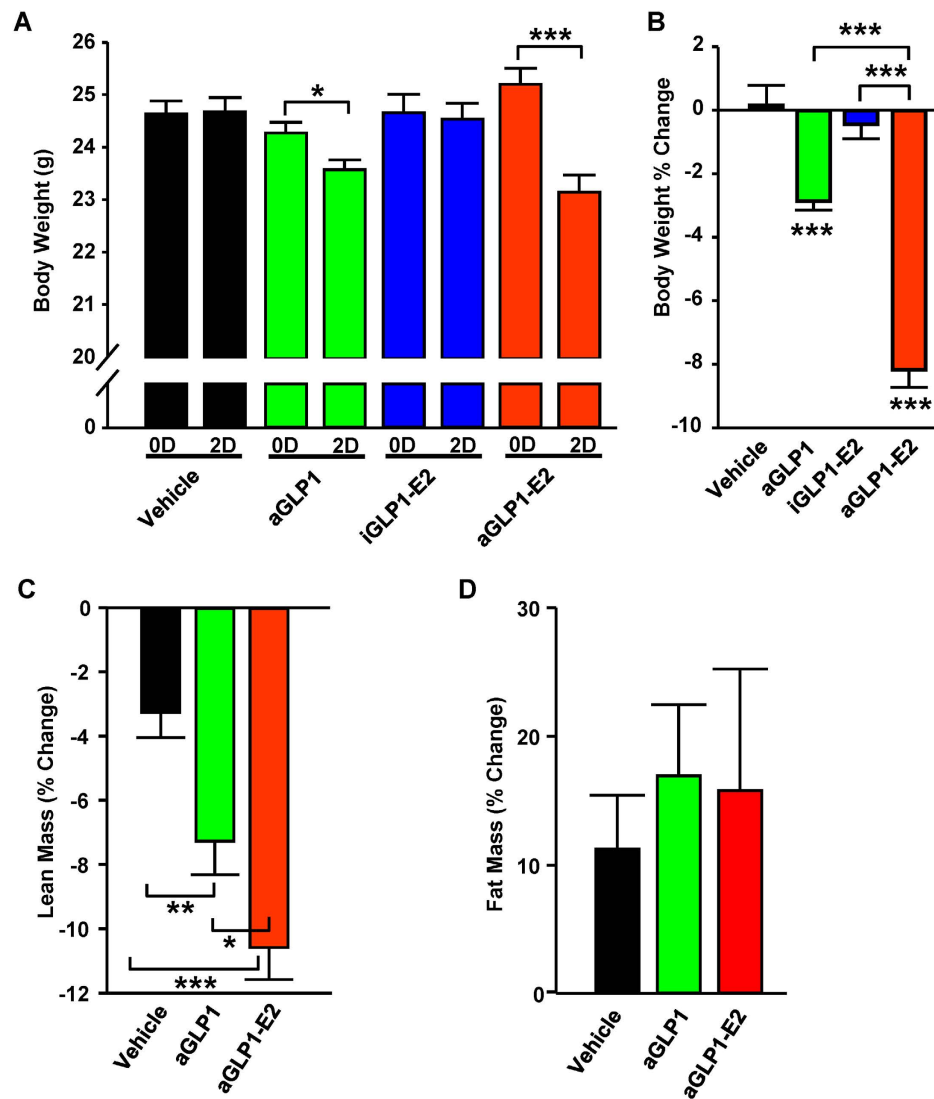 A
Body Weight (g)
26
25
24
23
22
21
20
0
*
***
0D 2D 0D 2D 0D 2D 0D 2D
Vehicle
aGLP1
iGLP1-E2
aGLP1-E2
B
Body Weight % Change
2
0
-2
-4
-6
-8
-10
***
***
***
***
Vehicle
aGLP1
iGLP1-E2
aGLP1-E2
C
Lean Mass (% Change)
0
-2
-4
-6
-8
-10
-12
**
*
***
Vehicle
aGLP1
aGLP1-E2
D
Fat Mass (% Change)
30
20
10
0
Vehicle
aGLP1
aGLP1-E2